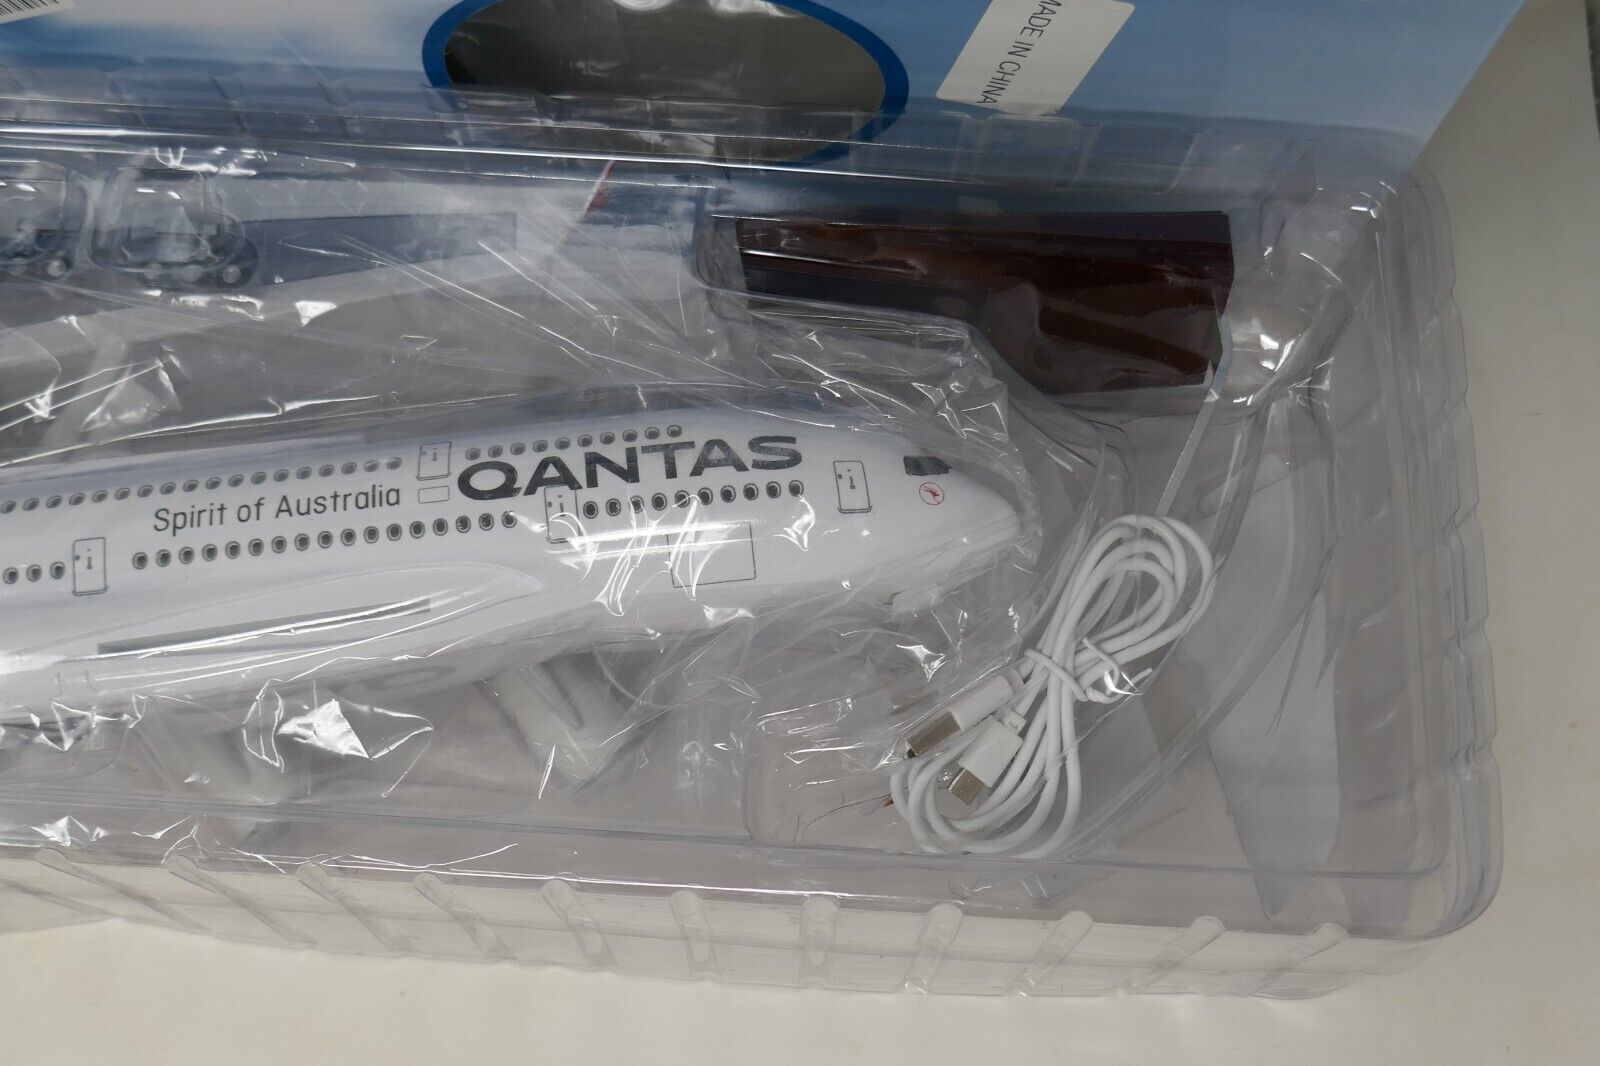 MADE IN CHINA
QANTAS
Spirit of Australia